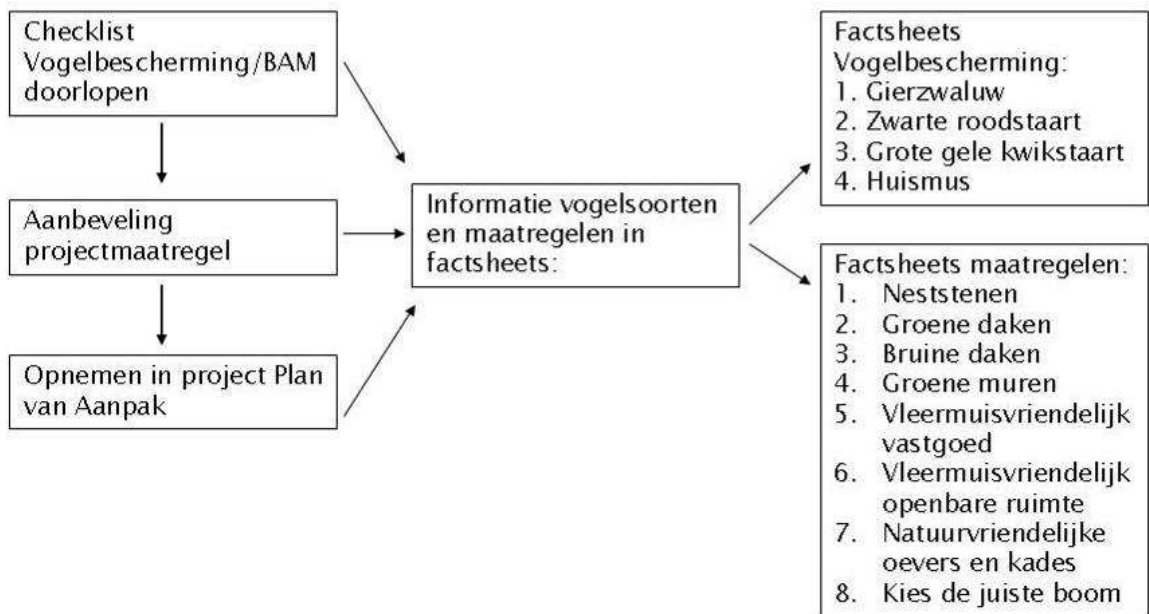 Checklist
Vogelbescherming/BAM
doorlopen
Aanbeveling
projectmaatregel
Opnemen in project Plan
van Aanpak
Informatie vogelsoorten
en maatregelen in
factsheets:
Factsheets
Vogelbescherming:
1. Gierzwaluw
2. Zwarte roodstaart
3. Grote gele kwikstaart
4. Huismus
Factsheets maatregelen:
1. Neststenen
2. Groene daken
3. Bruine daken
4. Groene muren
5. Vleermuisvriendelijk
vastgoed
6. Vleermuisvriendelijk
openbare ruimte
7. Natuurvriendelijke
oevers en kades
8. Kies de juiste boom